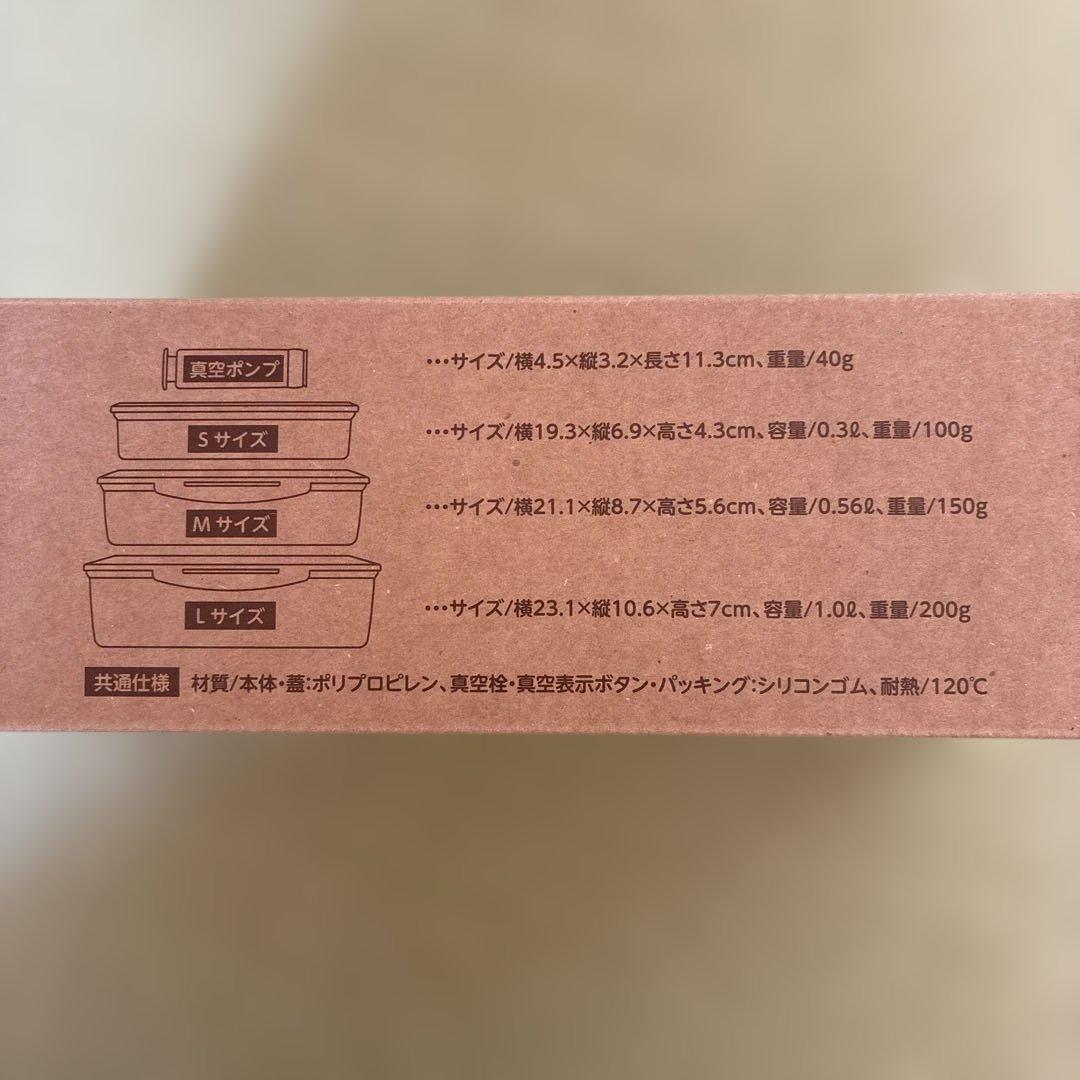 真空ポンプ ･･･サイズ/横4.5×縦3.2×長さ11.3cm、重量/40g
Sサイズ ･･･サイズ/横19.3×縦6.9×高さ4.3cm、容量/0.3ℓ、重量/100g
Mサイズ ･･･サイズ/横21.1×縦8.7×高さ5.6cm、容量/0.56ℓ、重量/150g
Lサイズ ･･･サイズ/横23.1×縦10.6×高さ7cm、容量/1.0ℓ、重量/200g
共通仕様 材質/本体・蓋:ポリプロピレン、真空栓・真空表示ボタン・パッキング:シリコンゴム、耐熱/120℃